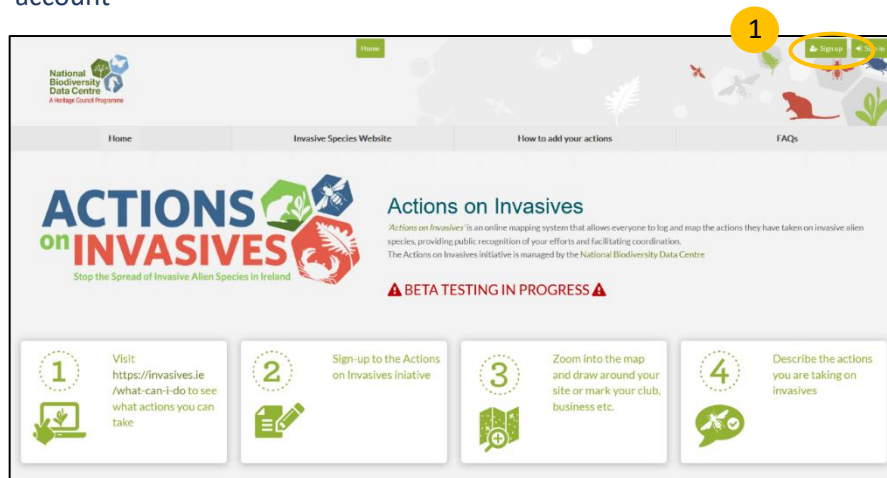 account
1
Home
Sign up
Sign in
National
Biodiversity
Data Centre
A Heritage Council Programme
Home
Invasive Species Website
How to add your actions
FAQs
ACTIONS
on INVASIVES
Stop the Spread of Invasive Alien Species in Ireland
Actions on Invasives
'Actions on Invasives' is an online mapping system that allows everyone to log and map the actions they have taken on invasive alien
species, providing public recognition of your efforts and facilitating coordination.
The Actions on Invasives initiative is managed by the National Biodiversity Data Centre
BETA TESTING IN PROGRESS
1
Visit
https://invasives.ie
/what-can-i-do to see
what actions you can
take
2
Sign-up to the Actions
on Invasives iniative
3
Zoom into the map
and draw around your
site or mark your club,
business etc.
4
Describe the actions
you are taking on
invasives